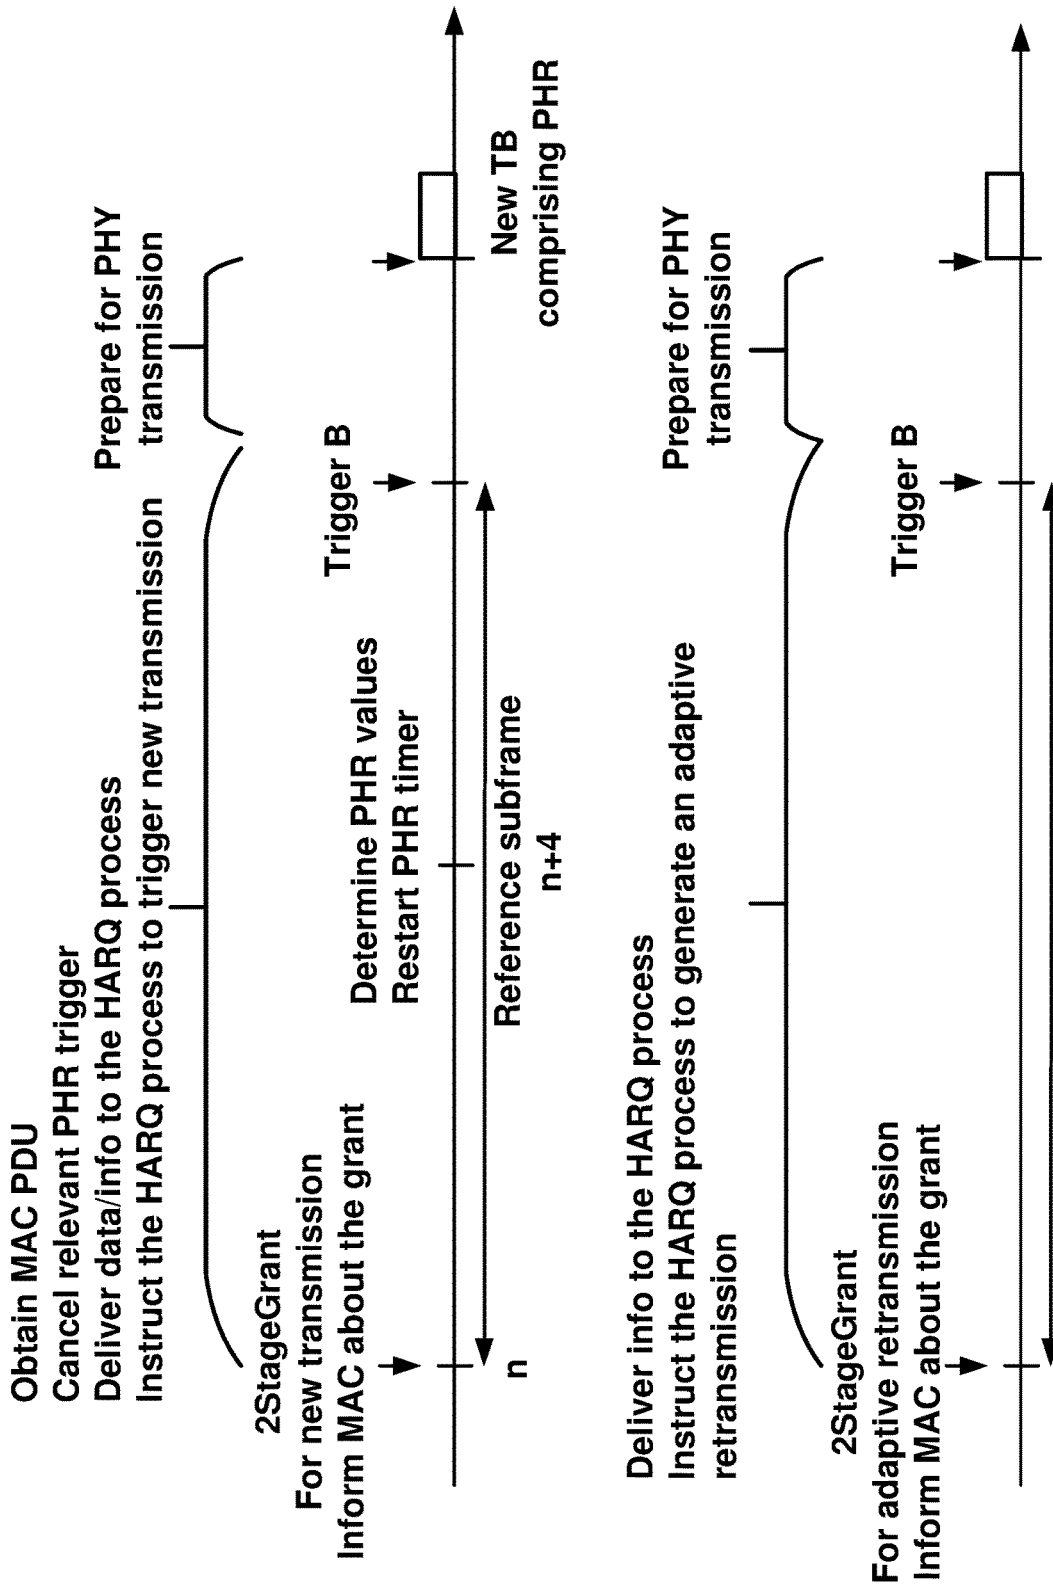 Obtain MAC PDU
Cancel relevant PHR trigger
Deliver data/info to the HARQ process
Instruct the HARQ process to trigger new transmission
Prepare for PHY
transmission
2StageGrant
For new transmission
Inform MAC about the grant
Determine PHR values
Restart PHR timer
Trigger B
n
Reference subframe
n+4
New TB
comprising PHR
Deliver info to the HARQ process
Instruct the HARQ process to generate an adaptive
retransmission
Prepare for PHY
transmission
2StageGrant
For adaptive retransmission
Inform MAC about the grant
Trigger B